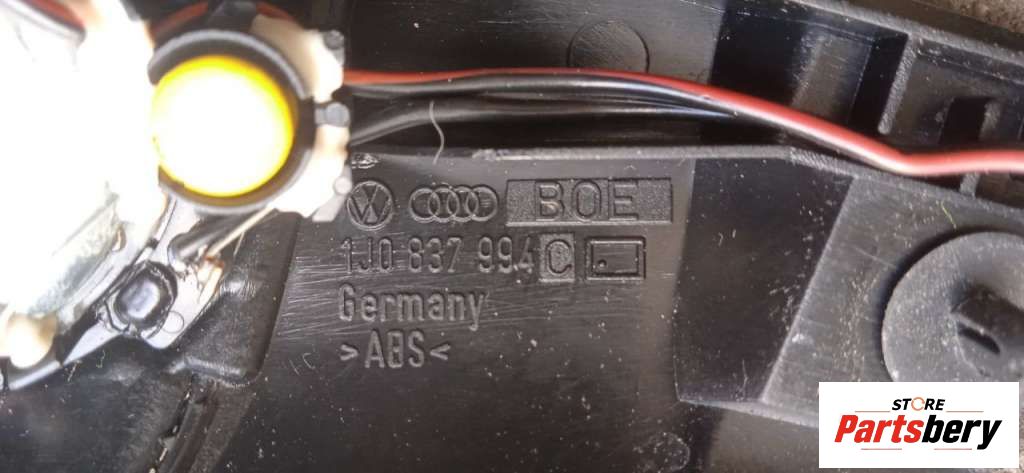 BOE
1J0 837 994 C
Germany
>ABS<
STORE
Partsbery